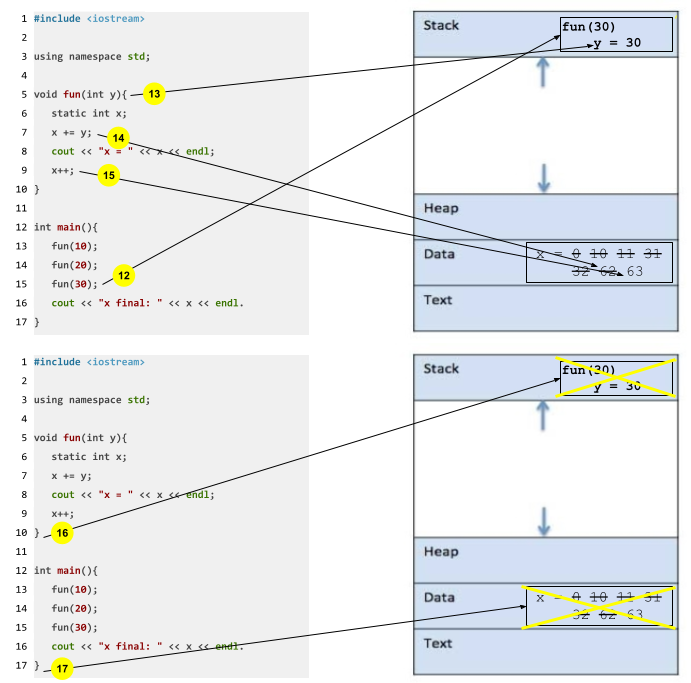 1 #include <iostream>
2
3 using namespace std;
4
5 void fun(int y){
6 static int x;
7 x += y;
8 cout << "x = " << x << endl;
9 x++;
10 }
11
12 int main(){
13 fun(10);
14 fun(20);
15 fun(30);
16 cout << "x final: " << x << endl.
17 }
13
14
15
12
Stack
fun(30)
y = 30
Heap
Data
x = 0 10 11 31
32 62 63
Text
1 #include <iostream>
2
3 using namespace std;
4
5 void fun(int y){
6 static int x;
7 x += y;
8 cout << "x = " << x << endl;
9 x++;
10 }
11
12 int main(){
13 fun(10);
14 fun(20);
15 fun(30);
16 cout << "x final: " << x << endl.
17 }
16
17
Stack
fun(30)
y = 30
Heap
Data
x = 0 10 11 31
32 62 63
Text